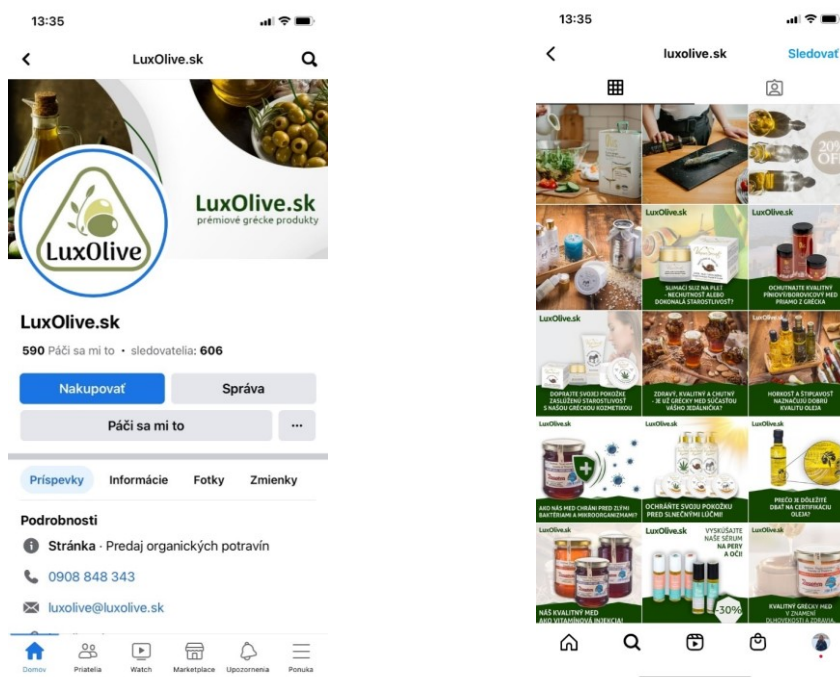 13:35
LuxOlive.sk
LuxOlive.sk
prémiové grécke produkty
LuxOlive
LuxOlive.sk
590 Páči sa mi to • sledovatelia: 606
Nakupovať
Správa
Páči sa mi to
...
Príspevky
Informácie
Fotky
Zmienky
Podrobnosti
Stránka · Predaj organických potravín
0908 848 343
luxolive@luxolive.sk
Domov
Priatelia
Watch
Marketplace
Upozornenia
Ponuka
13:35
luxolive.sk
Sledovať
20%
LuxOlive.sk
SLIMAČÍ SLIZ NA PLEŤ
- NECHUTNOSŤ ALEBO
DOKONALÁ STAROSTLIVOSŤ?
LuxOlive.sk
OCHUTNAJTE KVALITNÝ
PÍNIOVÝ/BOROVICOVÝ MED
PRIAMO Z GRÉCKA
LuxOlive.sk
DOPRAJTE SVOJEJ POKOŽKE
ZASLÚŽENÚ STAROSTLIVOSŤ
S NAŠOU GRÉCKOU KOZMETIKOU
ZDRAVÝ, KVALITNÝ A CHUTNÝ
- JE UŽ GRÉCKY MED SÚČASŤOU
VÁŠHO JEDÁLNIČKA?
LuxOlive.sk
HORKOSŤ A ŠTIPĽAVOSŤ
NAZNAČUJÚ DOBRÚ
KVALITU OLEJA
LuxOlive.sk
AKO NÁS MED CHRÁNI PRED ZLÝMI
BAKTÉRIAMI A MIKROORGANIZMAMI?
LuxOlive.sk
OCHRÁŇTE SVOJU POKOŽKU
PRED SLNEČNÝMI LÚČMI!
LuxOlive.sk
PREČO JE DÔLEŽITÉ
DBAŤ NA CERTIFIKÁCIU
OLEJA?
LuxOlive.sk
NÁŠ KVALITNÝ MED
AKO VITAMÍNOVÁ INJEKCIA!
LuxOlive.sk
VYSKÚŠAJTE
NAŠE SÉRUM
NA PERY
A OČI!
-30%
LuxOlive.sk
KVALITNÝ GRÉCKY MED
V ZNAMENÍ
DLHOVEKOSTI A ZDRAVIA